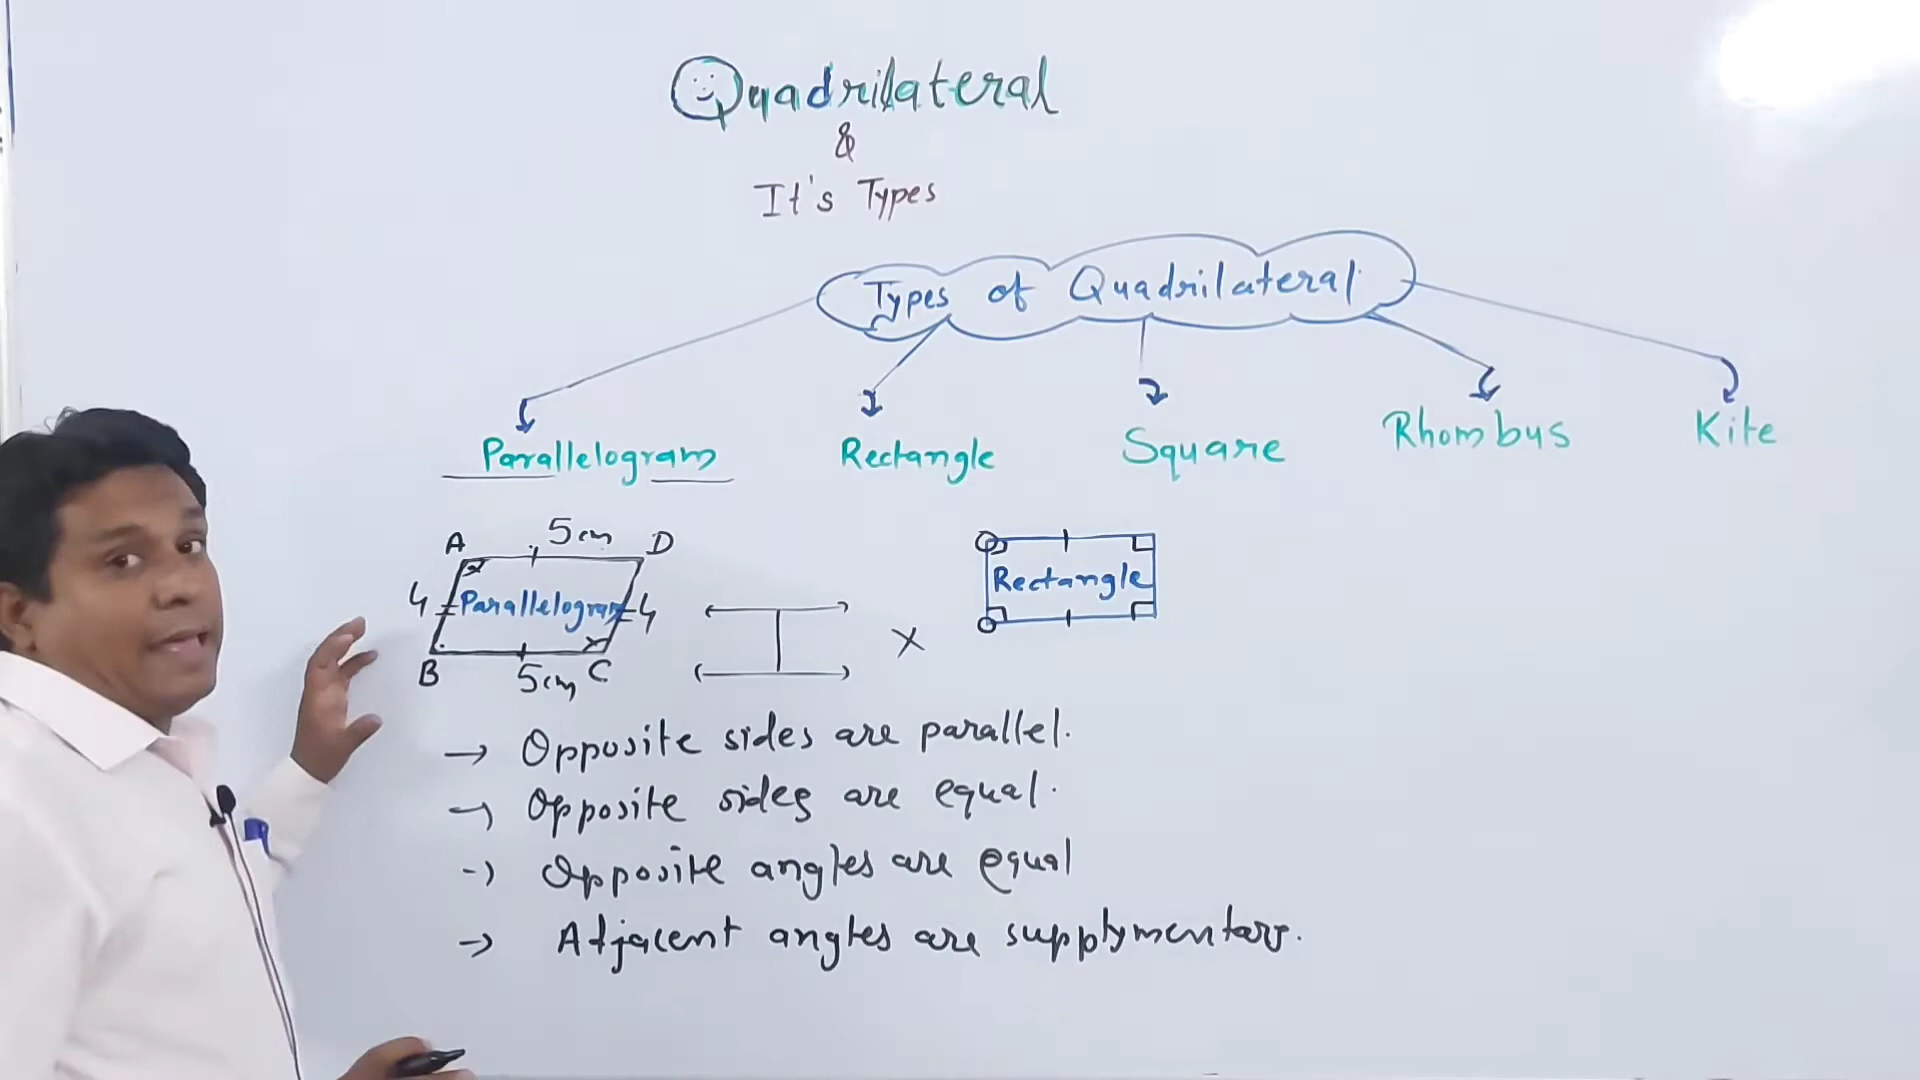 Quadrilateral
&
It's Types
Types of Quadrilateral
Parallelogram Rectangle Square Rhombus Kite
A 5cm D
4 Parallelogram 4
B 5cm C
×
Rectangle
→ Opposite sides are parallel.
→ Opposite sides are equal.
→ Opposite angles are equal
→ Adjacent angles are supplymentary.